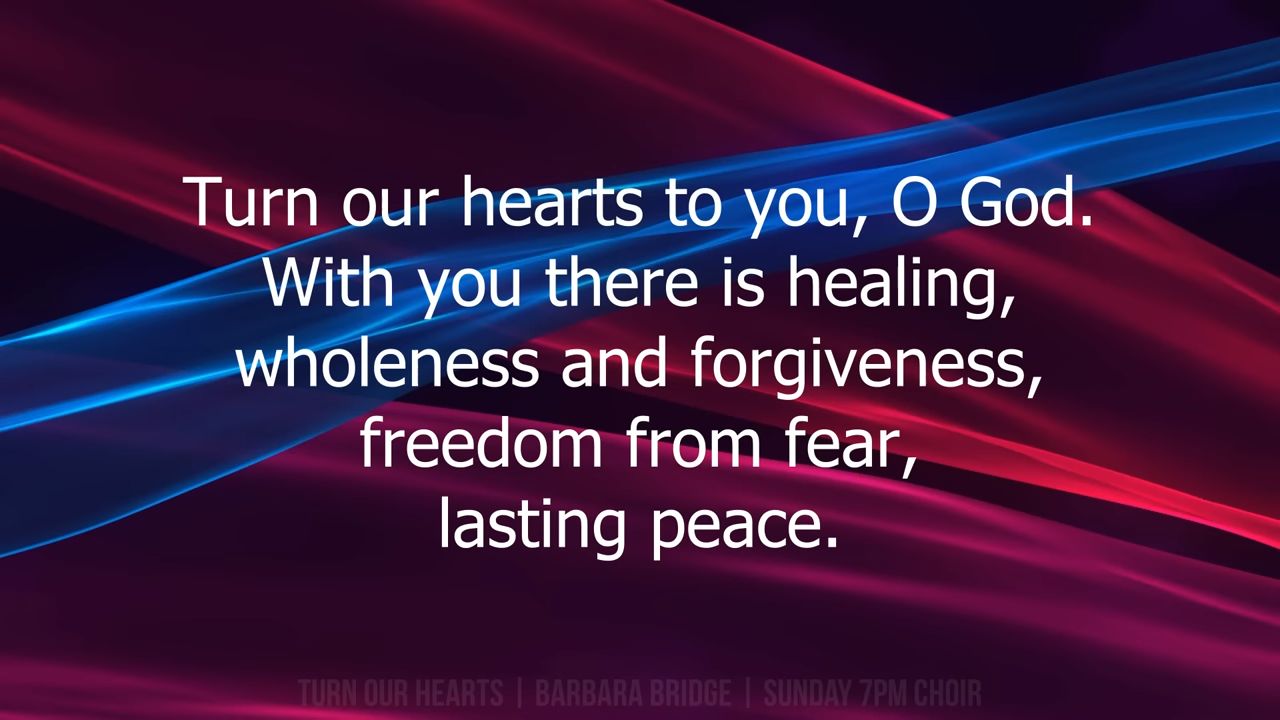 Turn our hearts to you, O God.
With you there is healing,
wholeness and forgiveness,
freedom from fear,
lasting peace.
TURN OUR HEARTS | BARBARA BRIDGE | SUNDAY 7PM CHOIR